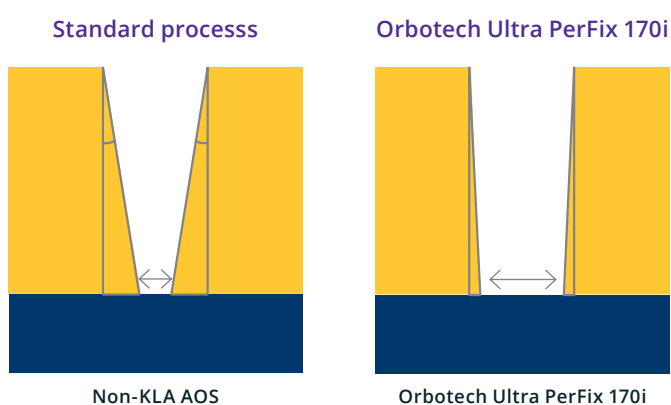 Standard processs
Orbotech Ultra PerFix 170i
Non-KLA AOS
Orbotech Ultra PerFix 170i